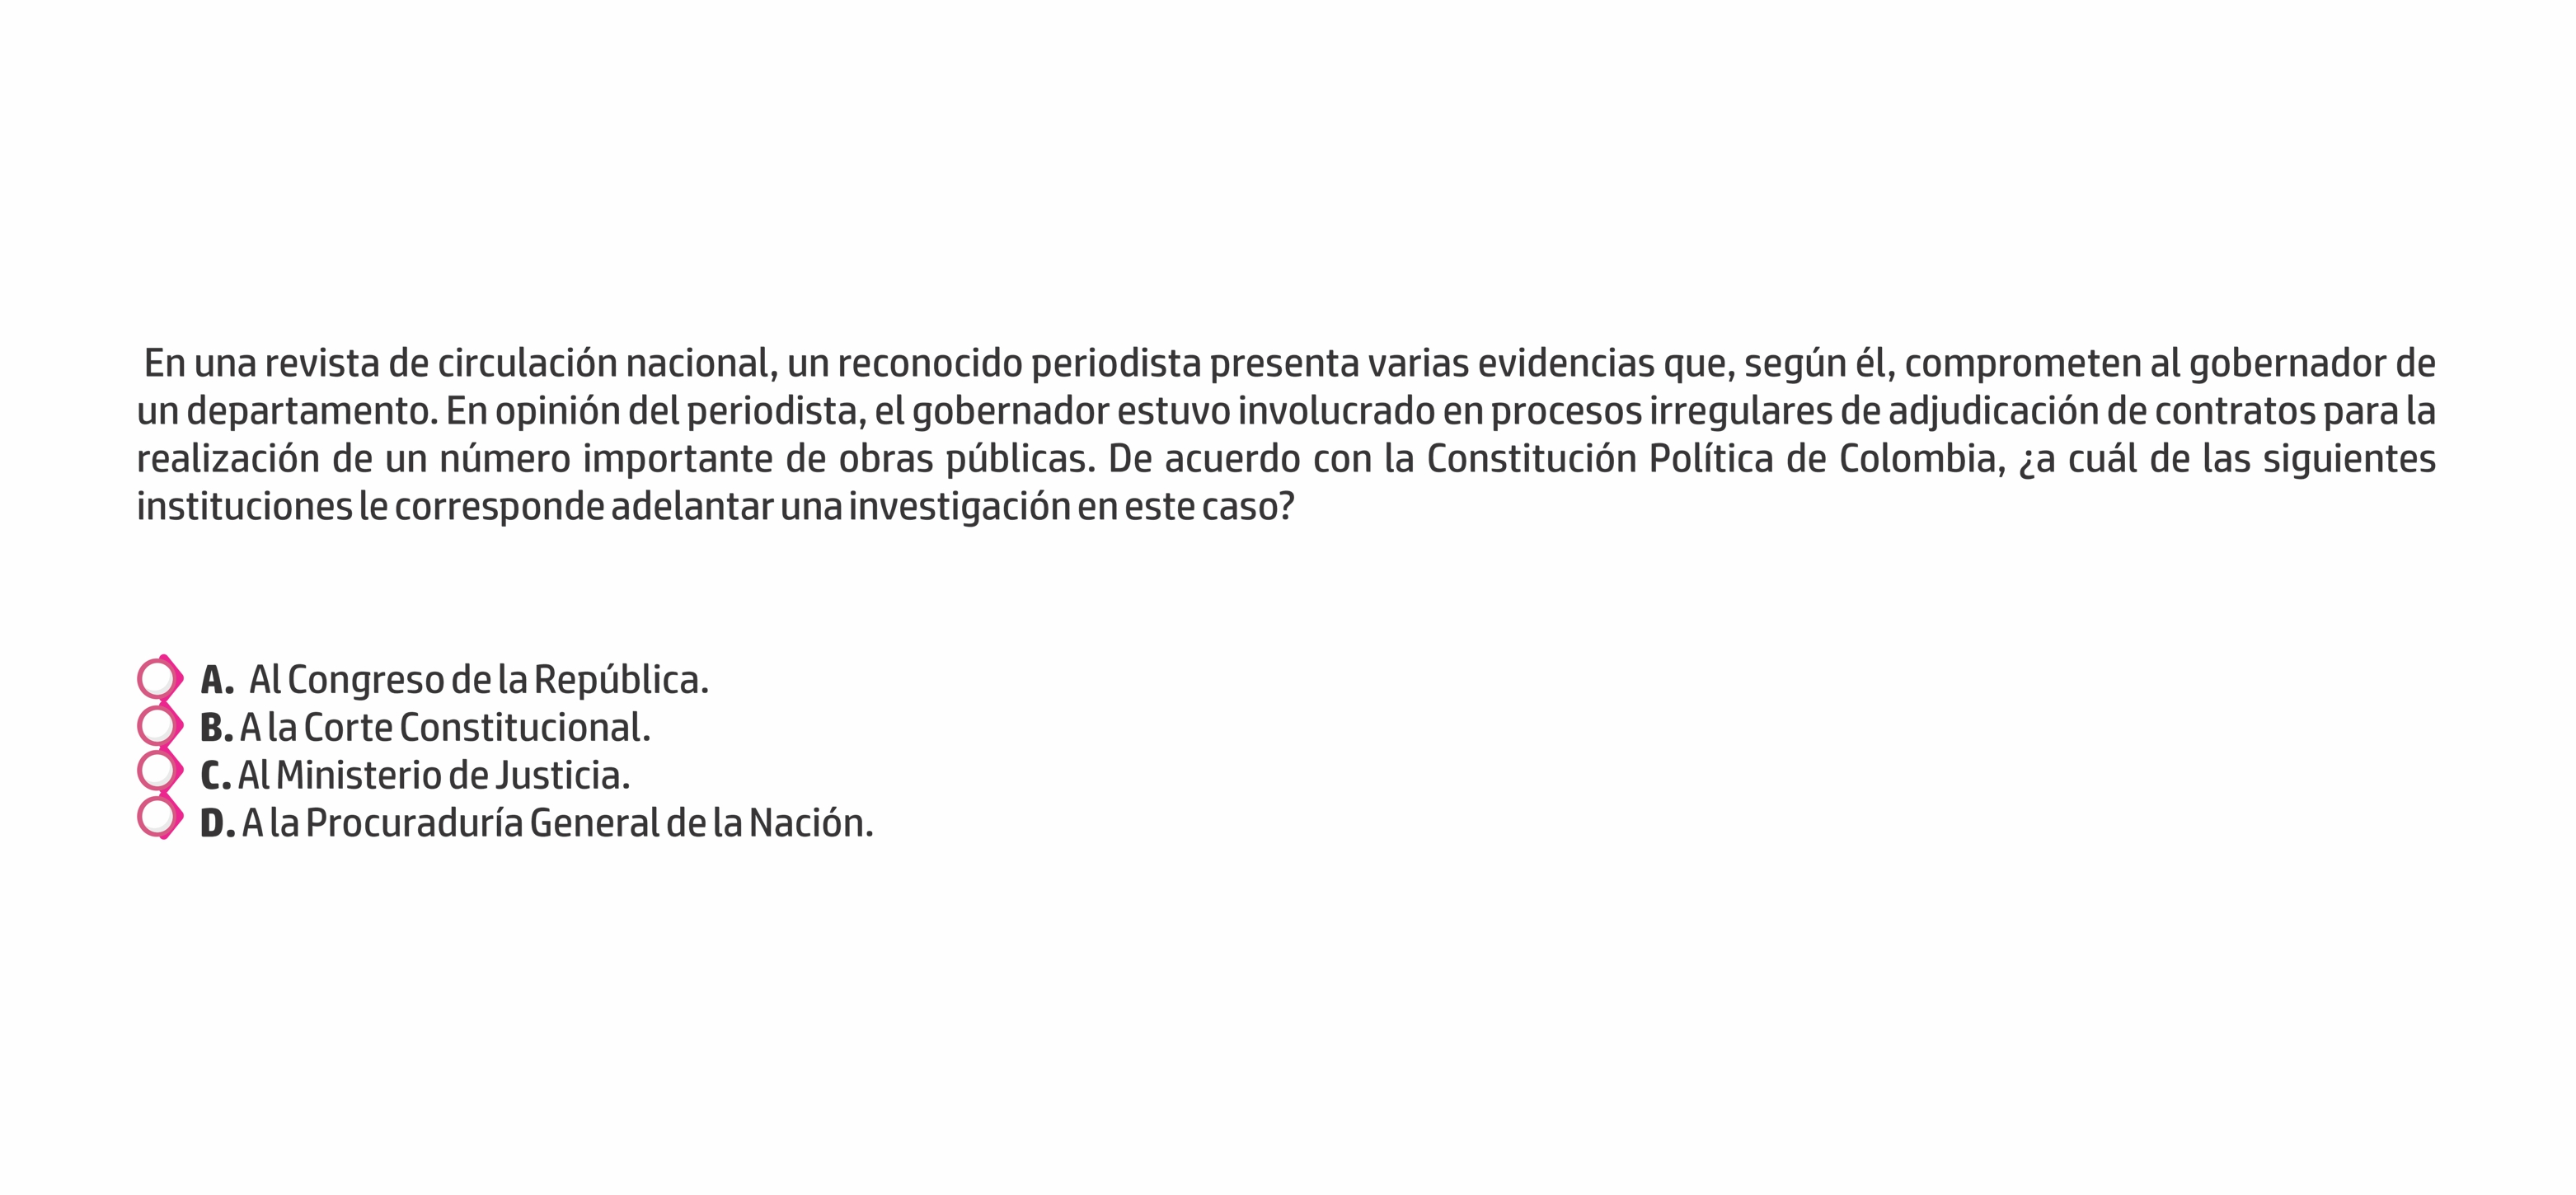 En una revista de circulación nacional, un reconocido periodista presenta varias evidencias que, según él, comprometen al gobernador de
un departamento. En opinión del periodista, el gobernador estuvo involucrado en procesos irregulares de adjudicación de contratos para la
realización de un número importante de obras públicas. De acuerdo con la Constitución Política de Colombia, ¿a cuál de las siguientes
instituciones le corresponde adelantar una investigación en este caso?
A. Al Congreso de la República.
B. A la Corte Constitucional.
C. Al Ministerio de Justicia.
D. A la Procuraduría General de la Nación.